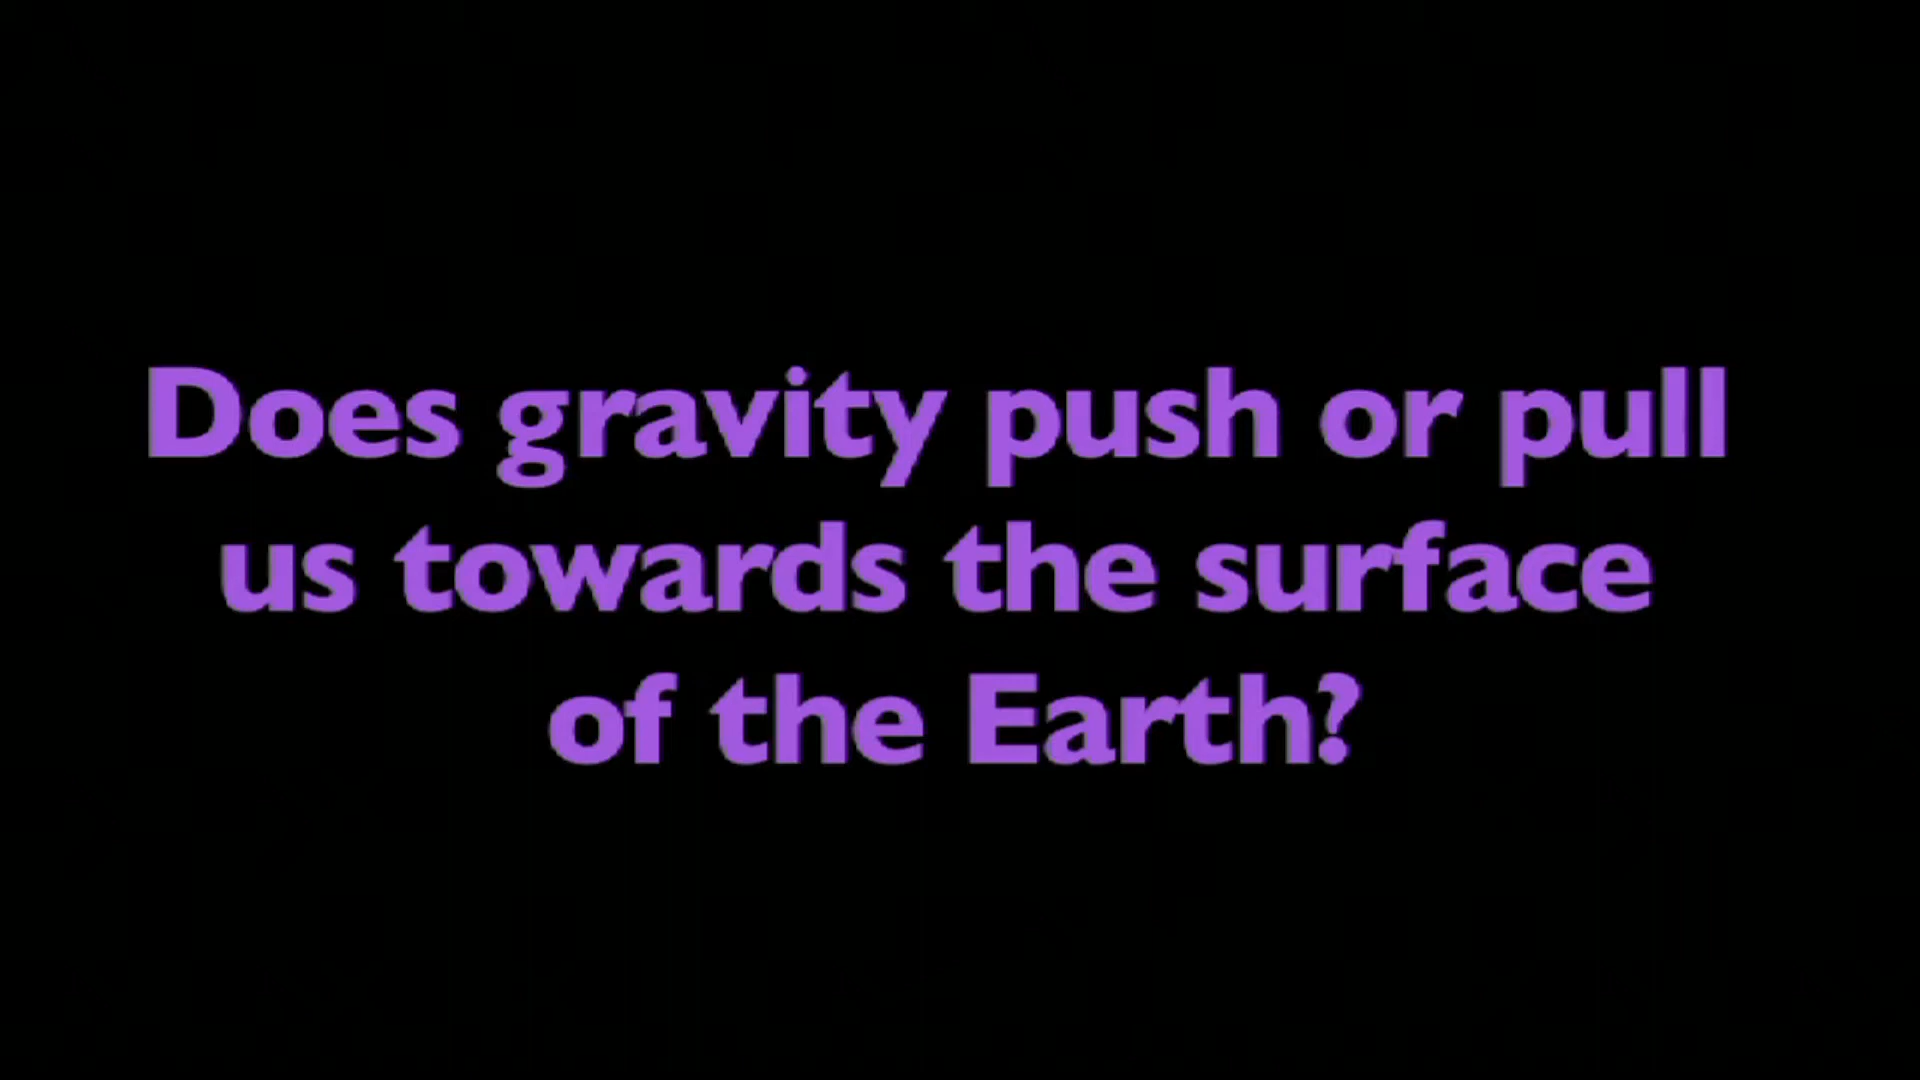 Does gravity push or pull
us towards the surface
of the Earth?